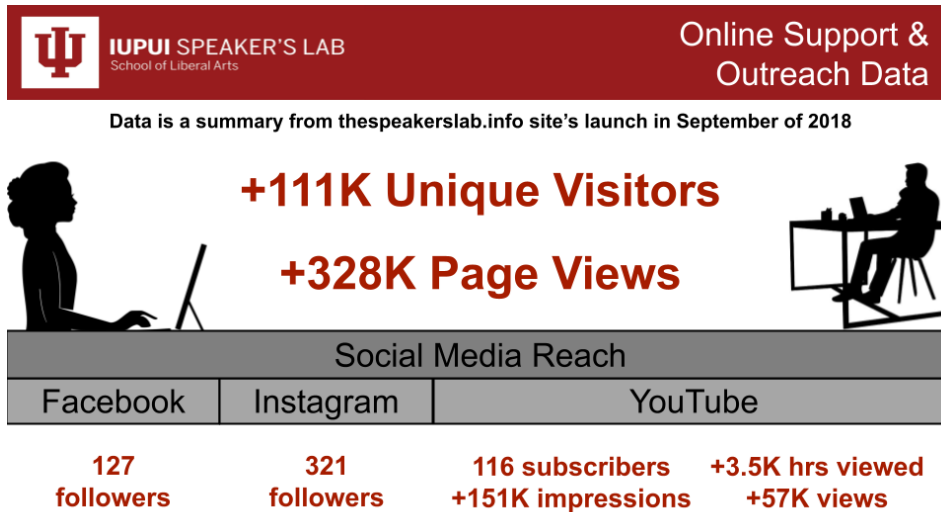 IUPUI SPEAKER'S LAB
School of Liberal Arts
Online Support &
Outreach Data
Data is a summary from thespeakerslab.info site's launch in September of 2018
+111K Unique Visitors
+328K Page Views
Social Media Reach
Facebook
Instagram
YouTube
127
followers
321
followers
116 subscribers
+151K impressions
+3.5K hrs viewed
+57K views